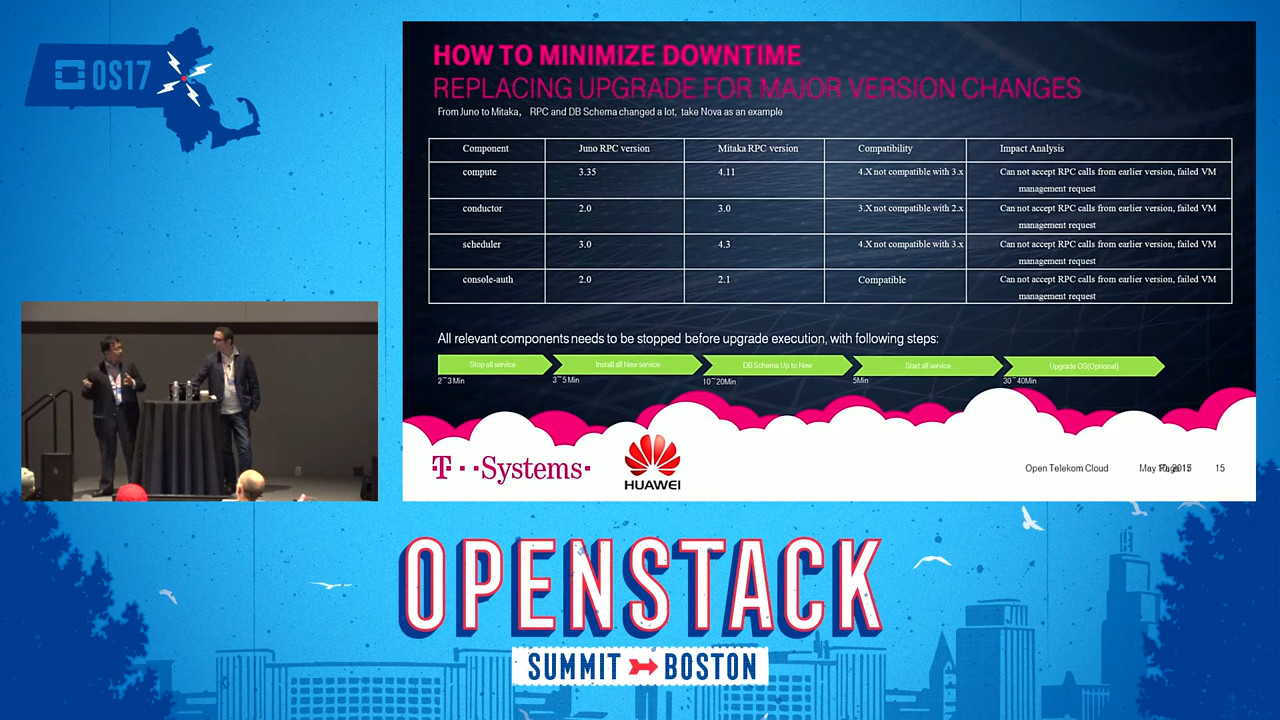 OS17
HOW TO MINIMIZE DOWNTIME
REPLACING UPGRADE FOR MAJOR VERSION CHANGES
From Juno to Mitaka, RPC and DB Schema changed a lot, take Nova as an example
Component Juno RPC version Mitaka RPC version Compatibility Impact Analysis
compute 3.35 4.11 4.X not compatible with 3.x Can not accept RPC calls from earlier version, failed VM
management request
conductor 2.0 3.0 3.X not compatible with 2.x Can not accept RPC calls from earlier version, failed VM
management request
scheduler 3.0 4.3 4.X not compatible with 3.x Can not accept RPC calls from earlier version, failed VM
management request
console-auth 2.0 2.1 Compatible Can not accept RPC calls from earlier version, failed VM
management request
All relevant components needs to be stopped before upgrade execution, with following steps:
Stop all service Install all New service DB Schema Up to New Start all service Upgrade OS(Optional)
2~3Min 3~5Min 10~20Min 5Min 30~40Min
T··Systems· HUAWEI Open Telekom Cloud May 15
OPENSTACK
SUMMIT BOSTON